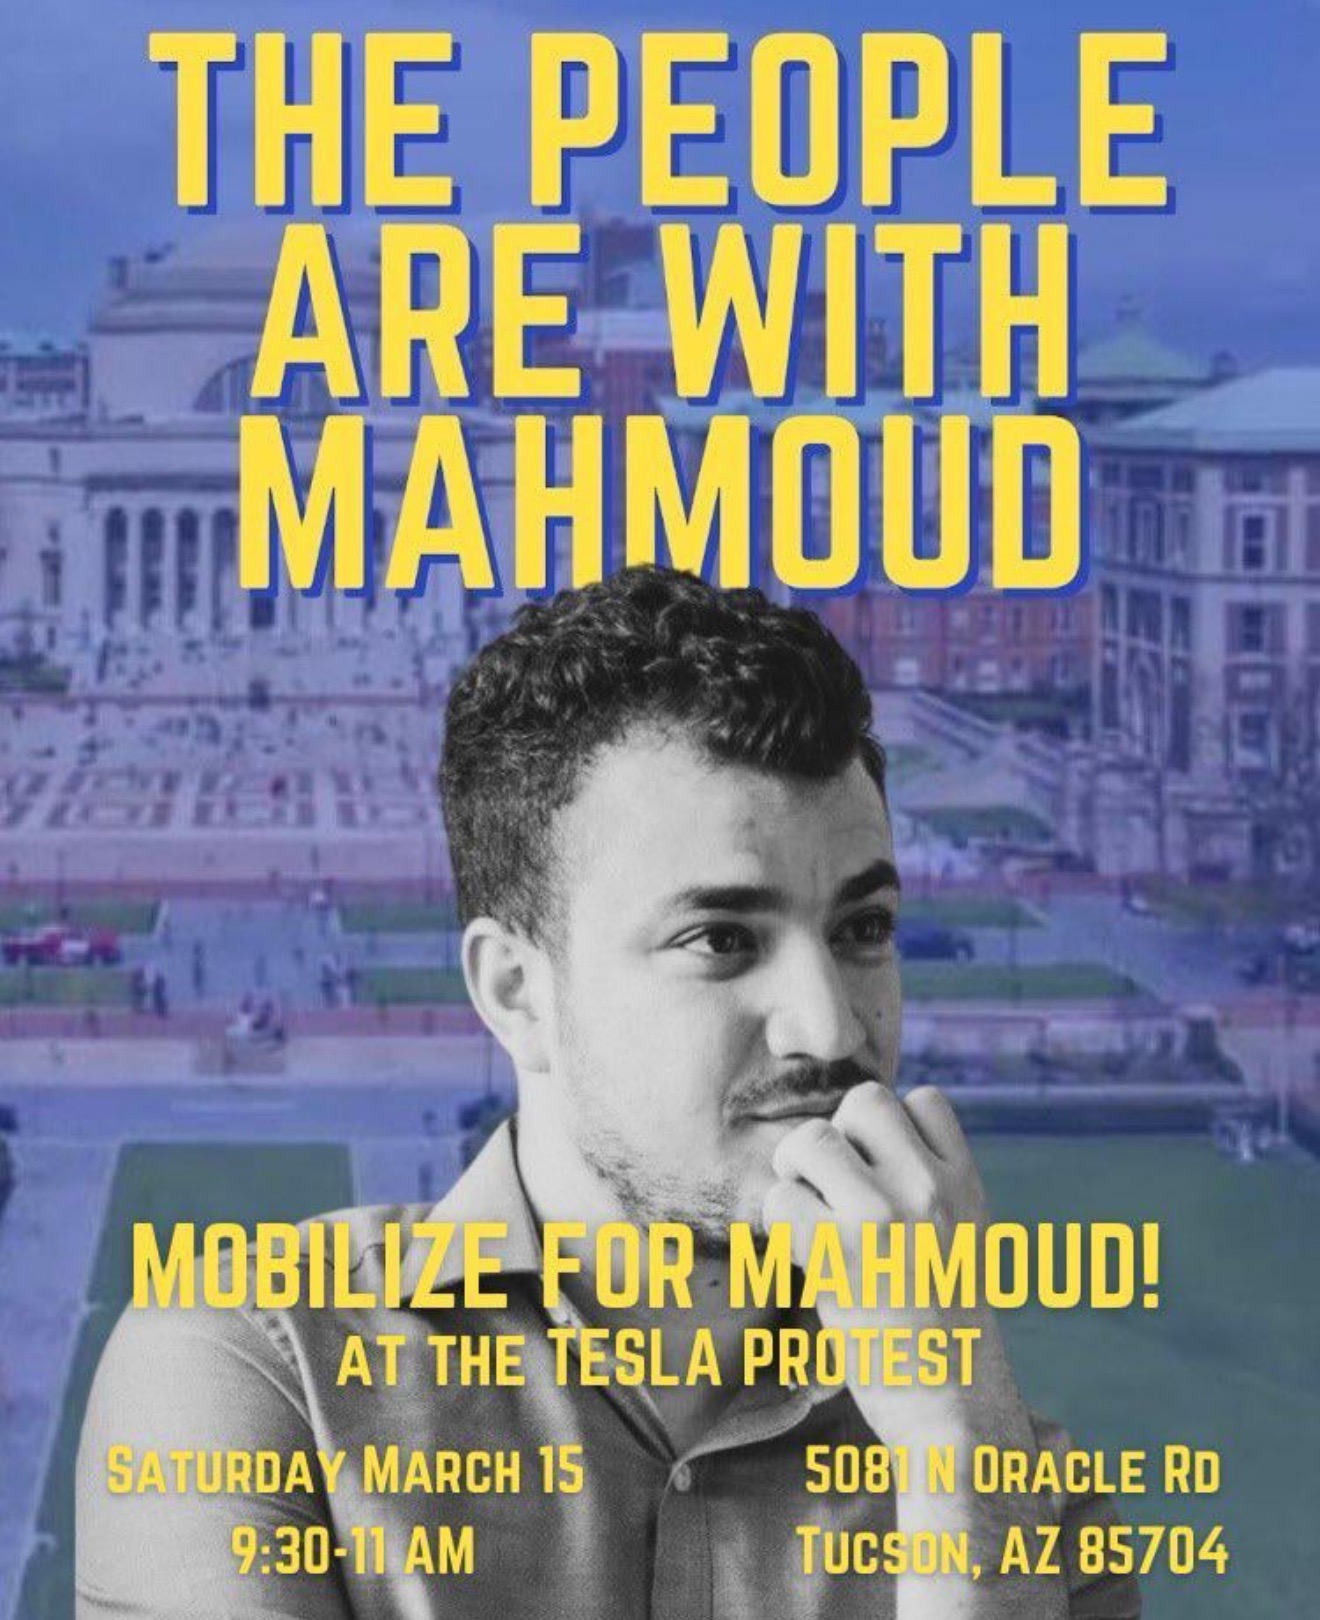 THE PEOPLE
ARE WITH
MAHMOUD
MOBILIZE FOR MAHMOUD!
AT THE TESLA PROTEST
SATURDAY MARCH 15
9:30-11 AM
5081 N ORACLE RD
TUCSON, AZ 85704